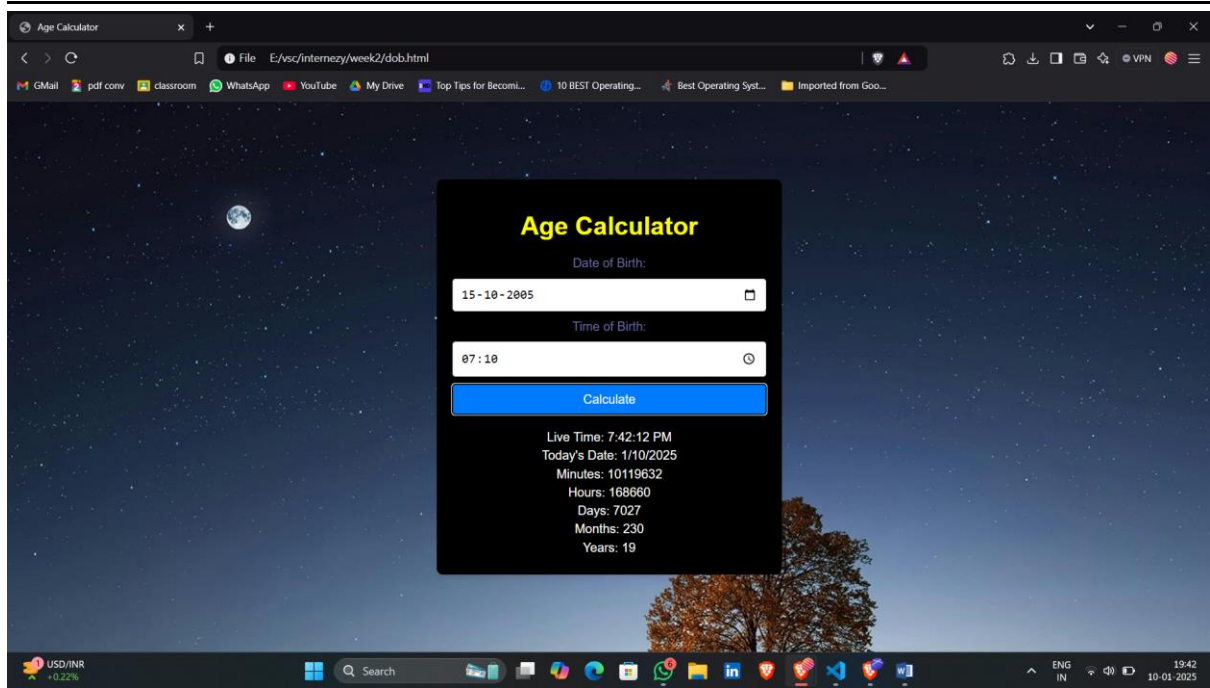 Age Calculator
File E:/vsc/internezy/week2/dob.html
VPN
GMail pdf conv classroom WhatsApp YouTube My Drive Top Tips for Becomi... 10 BEST Operating... Best Operating Syst... Imported from Goo...
Age Calculator
Date of Birth:
15-10-2005
Time of Birth:
07:10
Calculate
Live Time: 7:42:12 PM
Today's Date: 1/10/2025
Minutes: 10119632
Hours: 168660
Days: 7027
Months: 230
Years: 19
1
USD/INR
+0.22%
Search
in
6
ENG
IN
19:42
10-01-2025